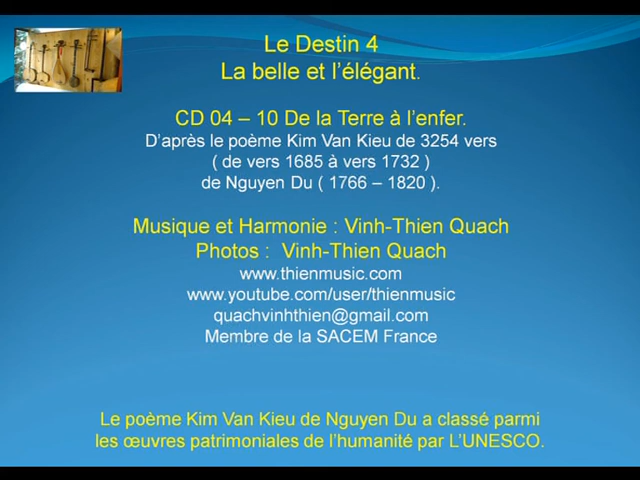 Le Destin 4
La belle et l’élégant.
CD 04 – 10 De la Terre à l’enfer.
D’après le poème Kim Van Kieu de 3254 vers
( de vers 1685 à vers 1732 )
de Nguyen Du ( 1766 – 1820 ).
Musique et Harmonie : Vinh-Thien Quach
Photos :  Vinh-Thien Quach
www.thienmusic.com
www.youtube.com/user/thienmusic
quachvinhthien@gmail.com
Membre de la SACEM France
Le poème Kim Van Kieu de Nguyen Du a classé parmi
les œuvres patrimoniales de l’humanité par L’UNESCO.